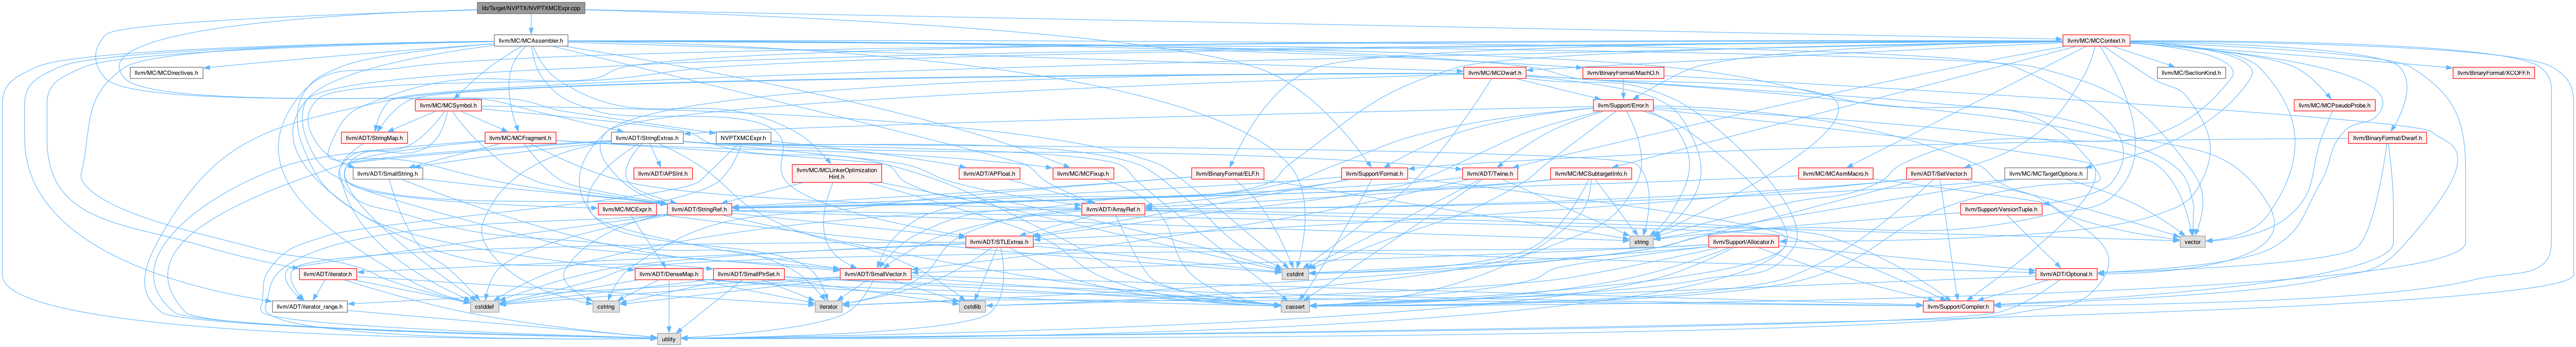 lib/Target/NVPTX/NVPTXMCExpr.cpp
llvm/MC/MCAssembler.h
llvm/MC/MCContext.h
llvm/MC/MCDirectives.h
llvm/MC/MCDwarf.h
llvm/BinaryFormat/MachO.h
llvm/MC/SectionKind.h
llvm/BinaryFormat/XCOFF.h
llvm/MC/MCSymbol.h
llvm/Support/Error.h
llvm/MC/MCPseudoProbe.h
llvm/ADT/StringMap.h
llvm/MC/MCFragment.h
llvm/ADT/StringExtras.h
NVPTXMCExpr.h
llvm/BinaryFormat/Dwarf.h
llvm/ADT/SmallString.h
llvm/ADT/APSInt.h
llvm/MC/MCLinkerOptimization
Hint.h
llvm/ADT/APFloat.h
llvm/MC/MCFixup.h
llvm/BinaryFormat/ELF.h
llvm/Support/Format.h
llvm/ADT/Twine.h
llvm/MC/MCSubtargetInfo.h
llvm/MC/MCAsmMacro.h
llvm/ADT/SetVector.h
llvm/MC/MCTargetOptions.h
llvm/MC/MCExpr.h
llvm/ADT/StringRef.h
llvm/ADT/ArrayRef.h
llvm/Support/VersionTuple.h
llvm/ADT/STLExtras.h
string
llvm/Support/Allocator.h
vector
llvm/ADT/iterator.h
llvm/ADT/DenseMap.h
llvm/ADT/SmallPtrSet.h
llvm/ADT/SmallVector.h
cstdint
llvm/ADT/Optional.h
llvm/ADT/iterator_range.h
cstddef
cstring
iterator
cstdlib
cassert
llvm/Support/Compiler.h
utility